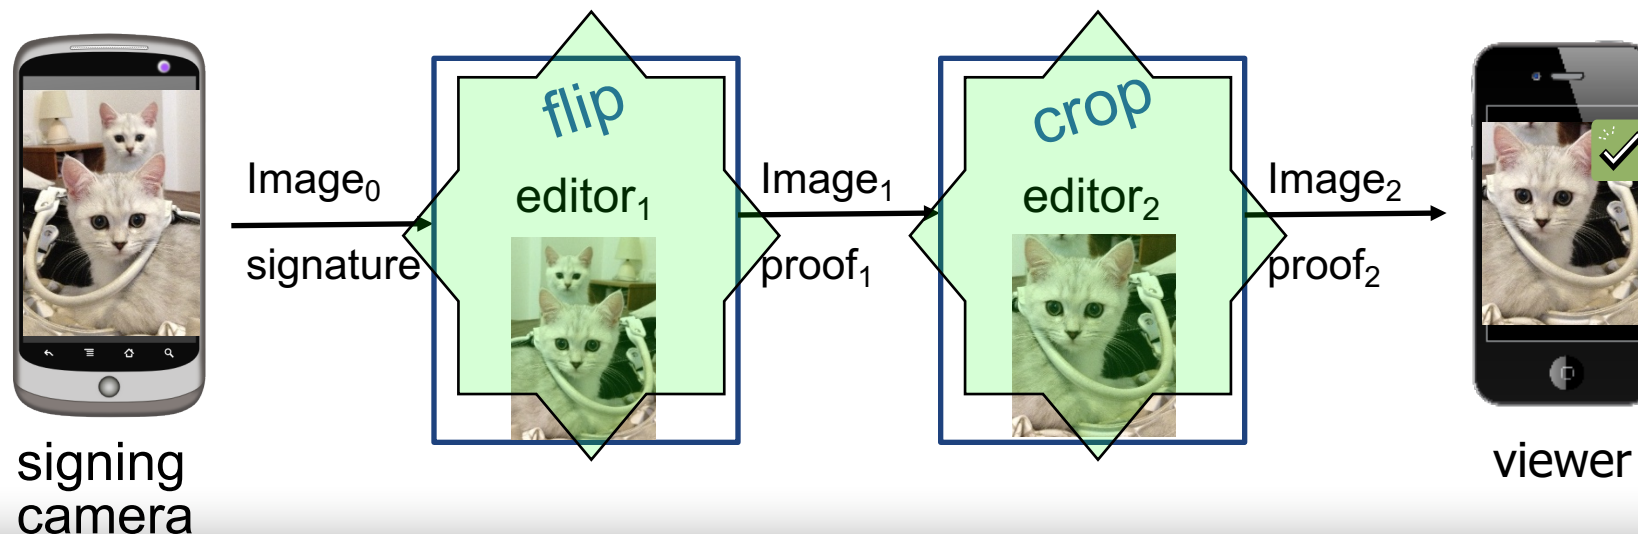 flip
crop
Image₀
editor₁
Image₁
editor₂
Image₂
signature
proof₁
proof₂
signing
camera
viewer